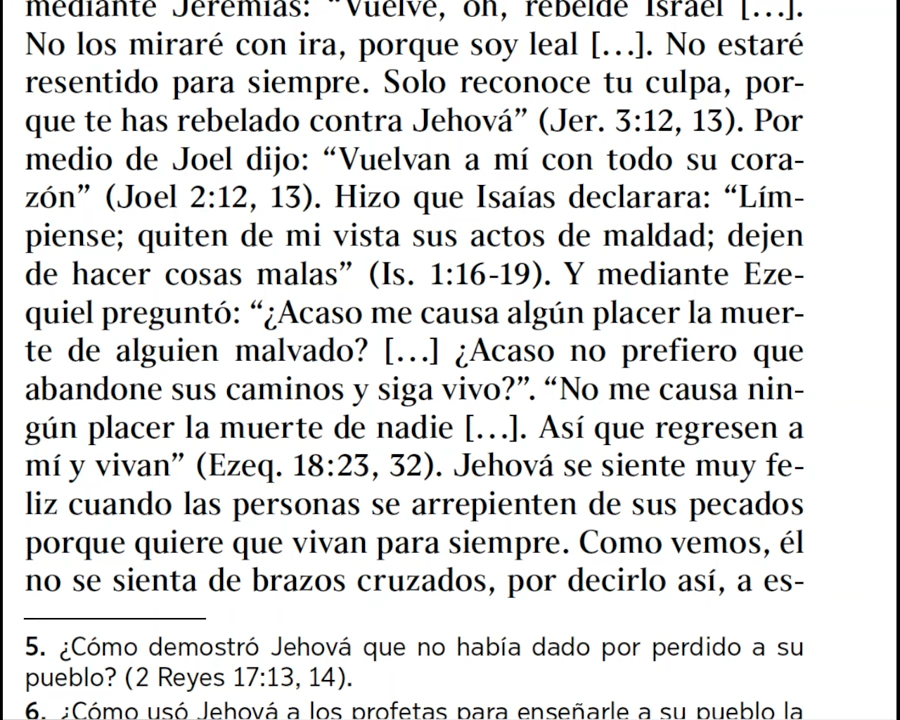 mediante Jeremías: “Vuelve, oh, rebelde Israel [...].
No los miraré con ira, porque soy leal [...]. No estaré
resentido para siempre. Solo reconoce tu culpa, por-
que te has rebelado contra Jehová” (Jer. 3:12, 13). Por
medio de Joel dijo: “Vuelvan a mí con todo su cora-
zón” (Joel 2:12, 13). Hizo que Isaías declarara: “Lím-
piense; quiten de mi vista sus actos de maldad; dejen
de hacer cosas malas” (Is. 1:16-19). Y mediante Eze-
quiel preguntó: “¿Acaso me causa algún placer la muer-
te de alguien malvado? [...] ¿Acaso no prefiero que
abandone sus caminos y siga vivo?”. “No me causa nin-
gún placer la muerte de nadie [...]. Así que regresen a
mí y vivan” (Ezeq. 18:23, 32). Jehová se siente muy fe-
liz cuando las personas se arrepienten de sus pecados
porque quiere que vivan para siempre. Como vemos, él
no se sienta de brazos cruzados, por decirlo así, a es-
5. ¿Cómo demostró Jehová que no había dado por perdido a su
pueblo? (2 Reyes 17:13, 14).
6. ¿Cómo usó Jehová a los profetas para enseñarle a su pueblo la